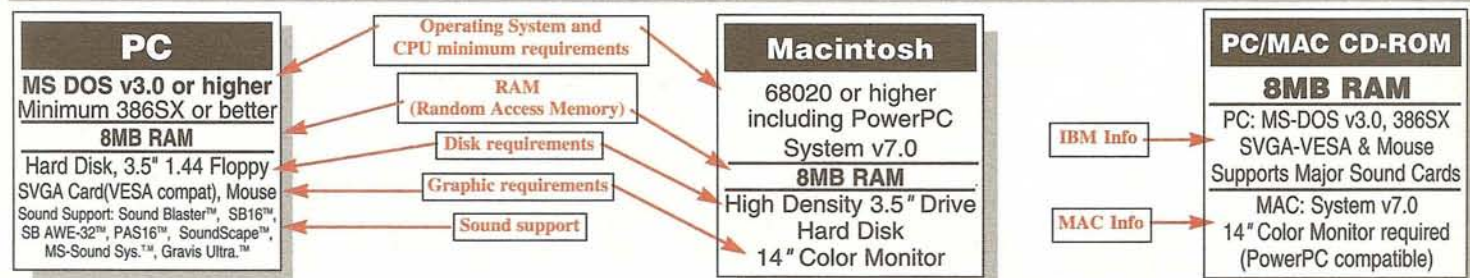 PC
MS DOS v3.0 or higher
Minimum 386SX or better
8MB RAM
Hard Disk, 3.5" 1.44 Floppy
SVGA Card(VESA compat), Mouse
Sound Support: Sound Blaster™, SB16™,
SB AWE-32™, PAS16™, SoundScape™,
MS-Sound Sys.™, Gravis Ultra.™
Operating System and
CPU minimum requirements
RAM
(Random Access Memory)
Disk requirements
Graphic requirements
Sound support
Macintosh
68020 or higher
including PowerPC
System v7.0
8MB RAM
High Density 3.5" Drive
Hard Disk
14" Color Monitor
IBM Info
MAC Info
PC/MAC CD-ROM
8MB RAM
PC: MS-DOS v3.0, 386SX
SVGA-VESA & Mouse
Supports Major Sound Cards
MAC: System v7.0
14" Color Monitor required
(PowerPC compatible)